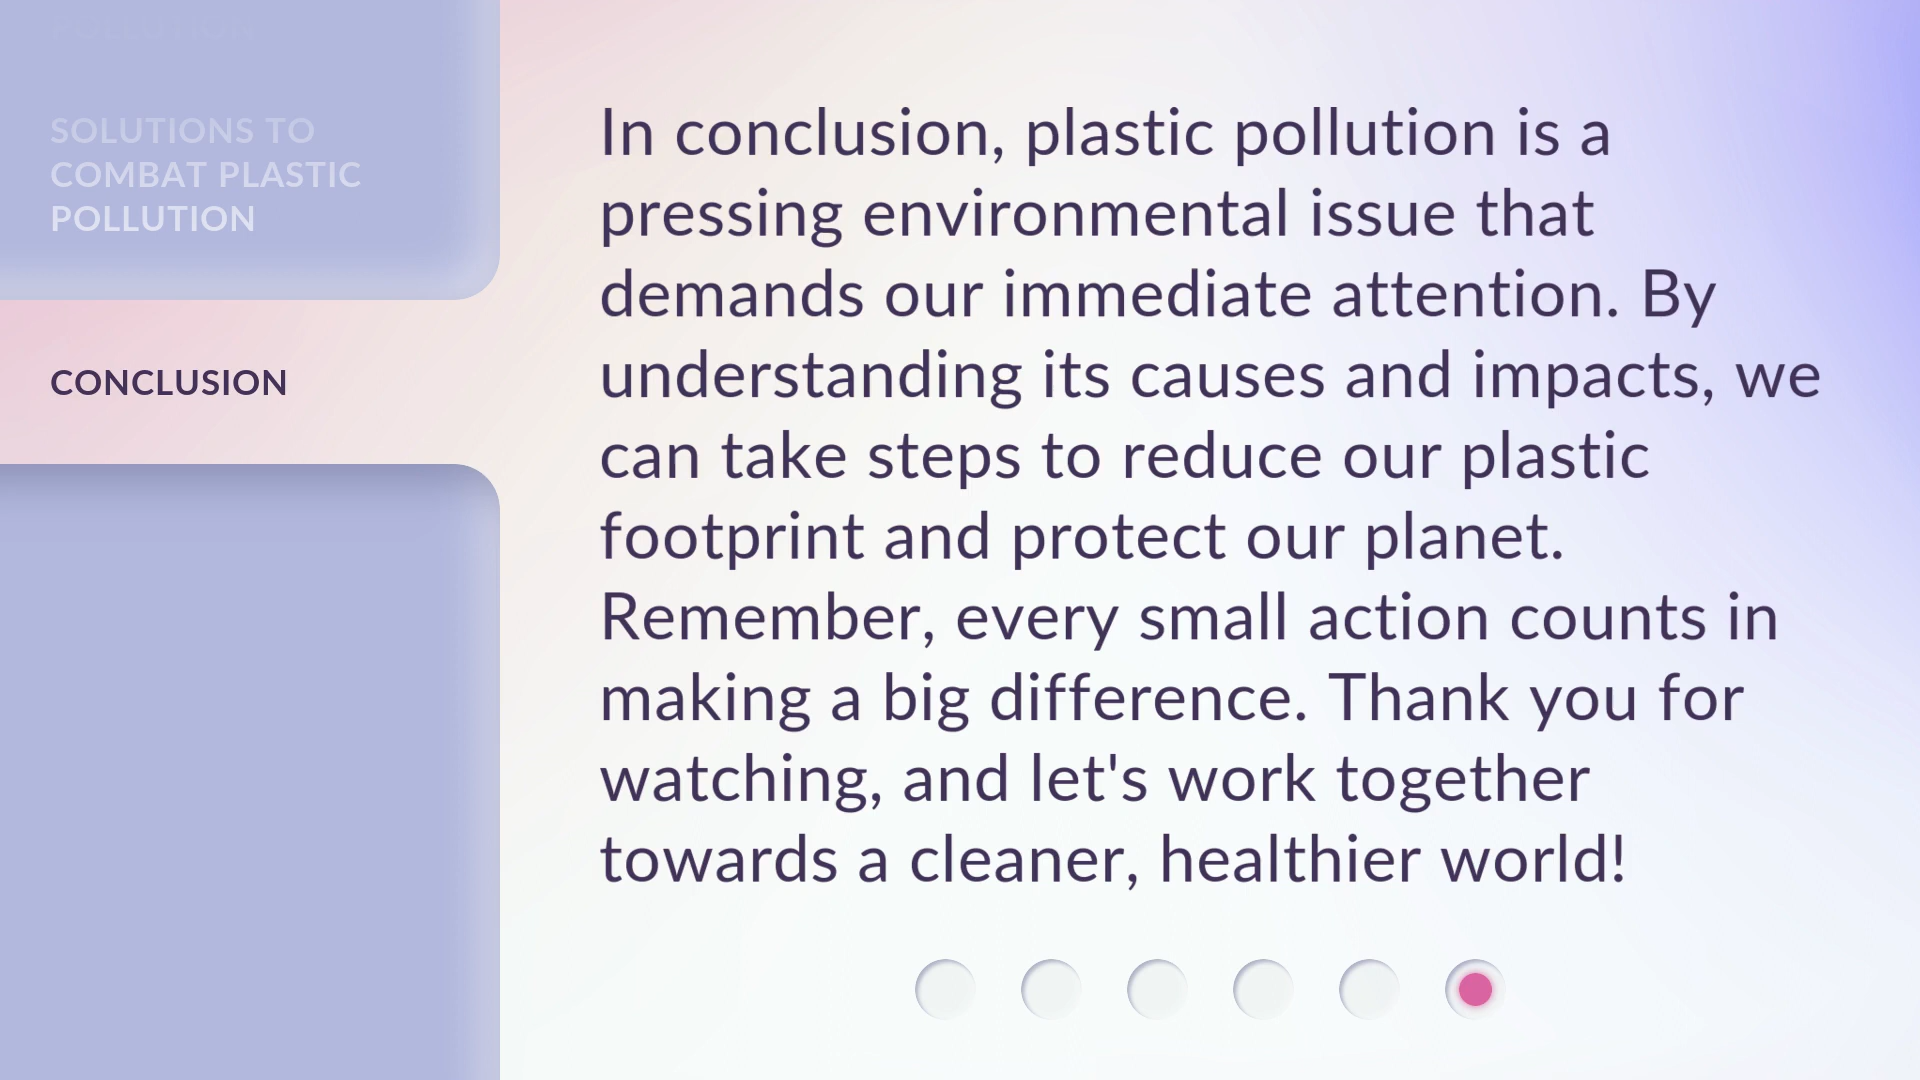 POLLUTION
SOLUTIONS TO
COMBAT PLASTIC
POLLUTION
CONCLUSION
In conclusion, plastic pollution is a
pressing environmental issue that
demands our immediate attention. By
understanding its causes and impacts, we
can take steps to reduce our plastic
footprint and protect our planet.
Remember, every small action counts in
making a big difference. Thank you for
watching, and let's work together
towards a cleaner, healthier world!